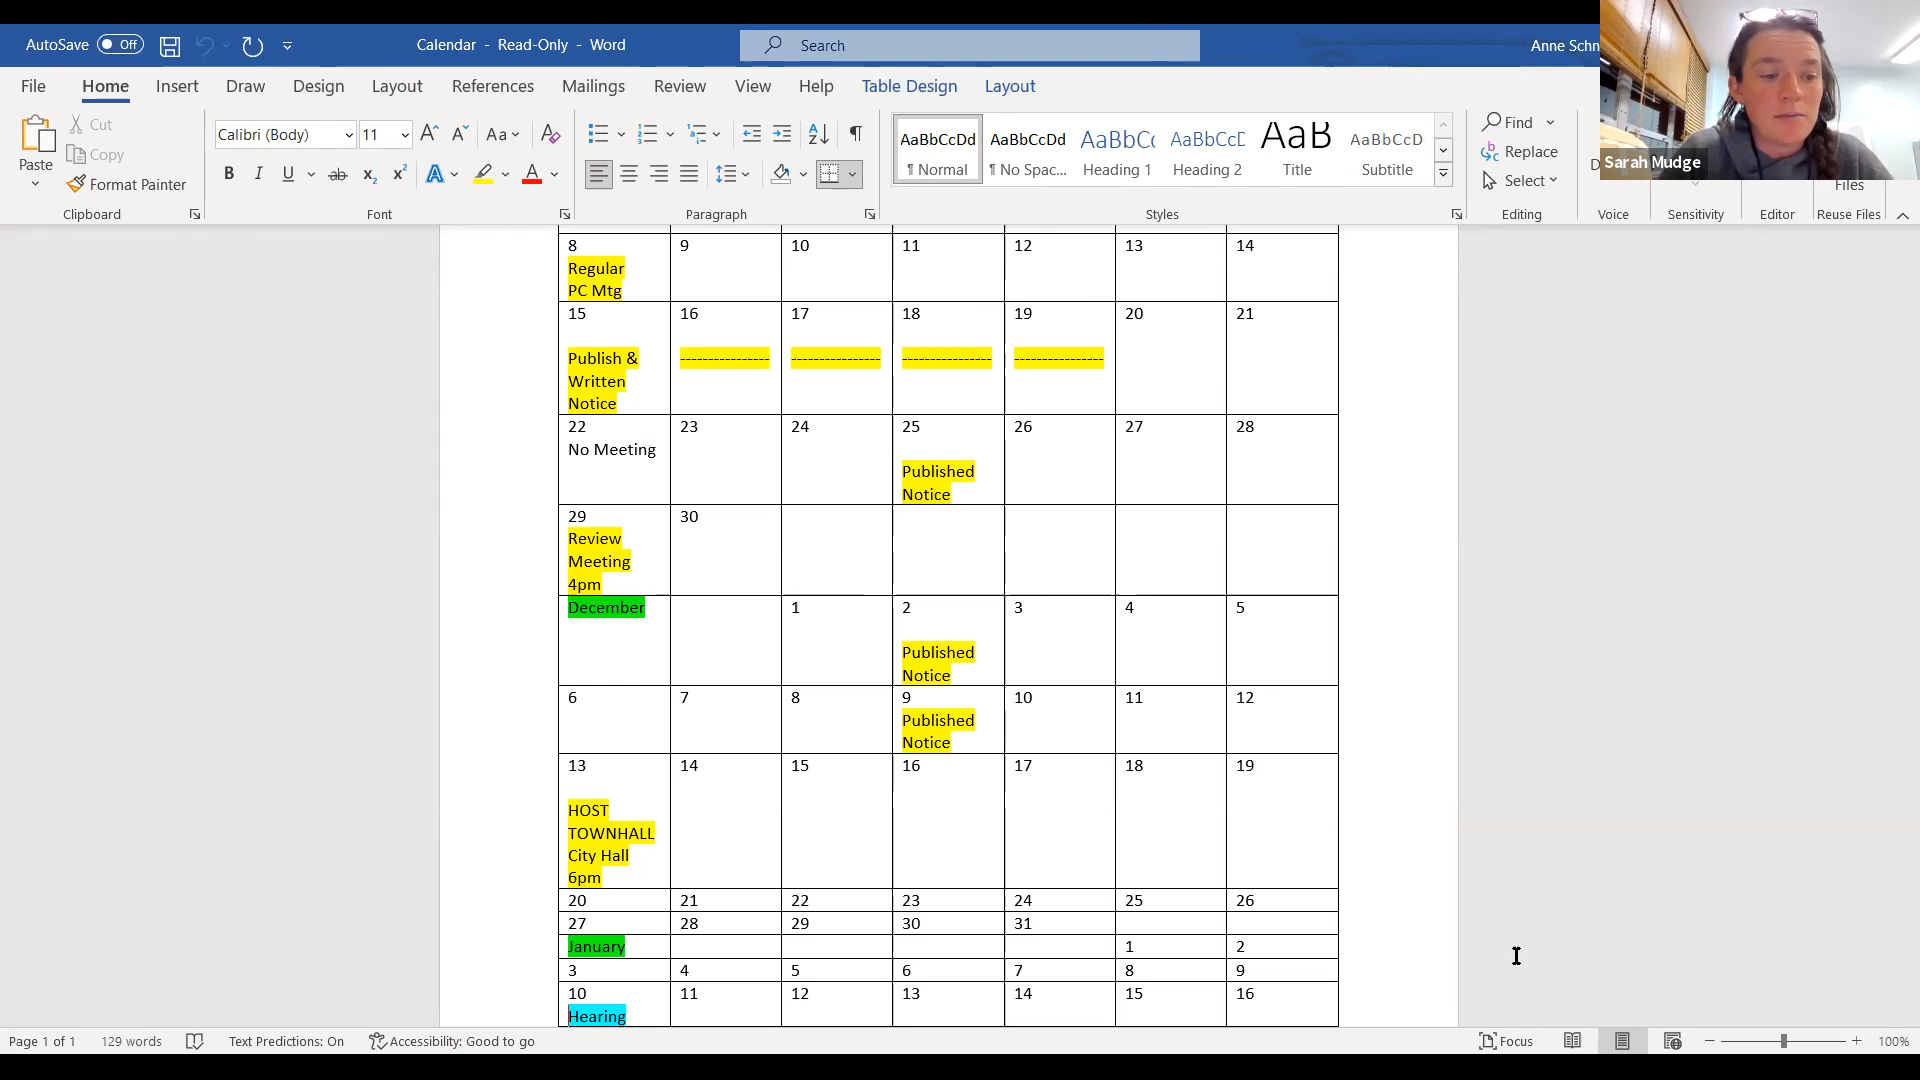 AutoSave Off Calendar - Read-Only - Word Search Anne Schn
File Home Insert Draw Design Layout References Mailings Review View Help Table Design Layout
Paste Cut Copy Format Painter Clipboard
Calibri (Body) 11 Font
Paragraph
AaBbCcDd AaBbCcDd AaBbCc AaBbCcD AaB AaBbCcD
¶ Normal ¶ No Spac... Heading 1 Heading 2 Title Subtitle
Styles
Find
Replace
Select
Editing Voice Sensitivity Editor Files Reuse Files
Sarah Mudge
8 9 10 11 12 13 14
Regular
PC Mtg
15 16 17 18 19 20 21
Publish & ---------------- ---------------- ---------------- ----------------
Written
Notice
22 23 24 25 26 27 28
No Meeting
Published
Notice
29 30
Review
Meeting
4pm
December 1 2 3 4 5
Published
Notice
6 7 8 9 10 11 12
Published
Notice
13 14 15 16 17 18 19
HOST
TOWNHALL
City Hall
6pm
20 21 22 23 24 25 26
27 28 29 30 31
January 1 2
3 4 5 6 7 8 9
10 11 12 13 14 15 16
Hearing
Page 1 of 1 129 words Text Predictions: On Accessibility: Good to go Focus 100%